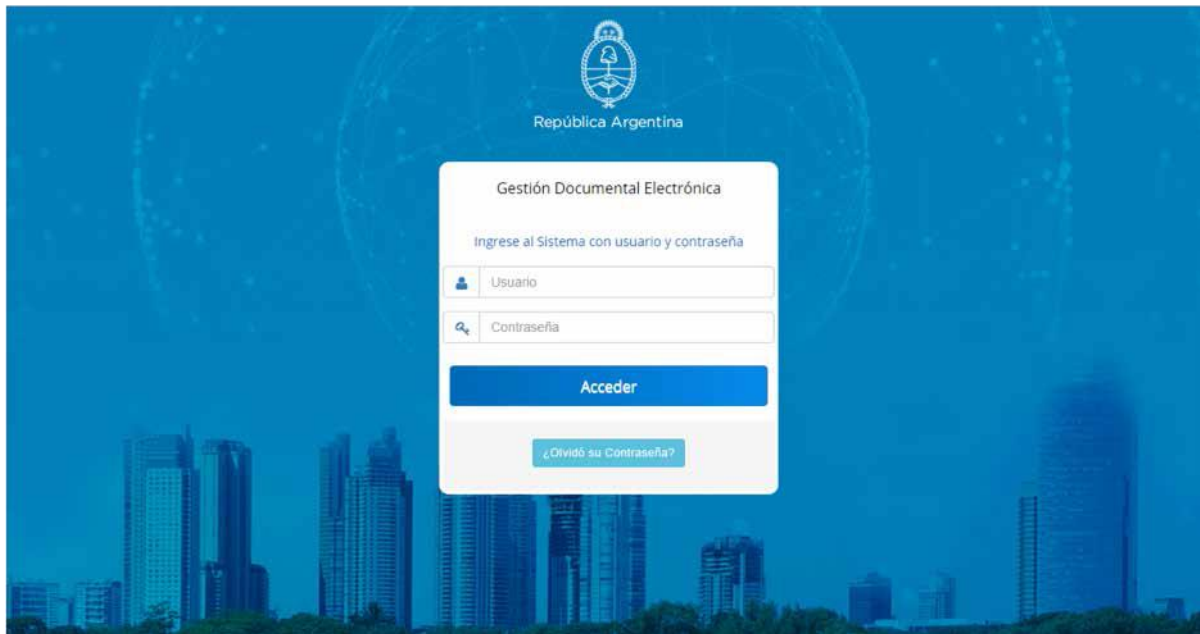 República Argentina
Gestión Documental Electrónica
Ingrese al Sistema con usuario y contraseña
Usuario
Contraseña
Acceder
¿Olvidó su Contraseña?